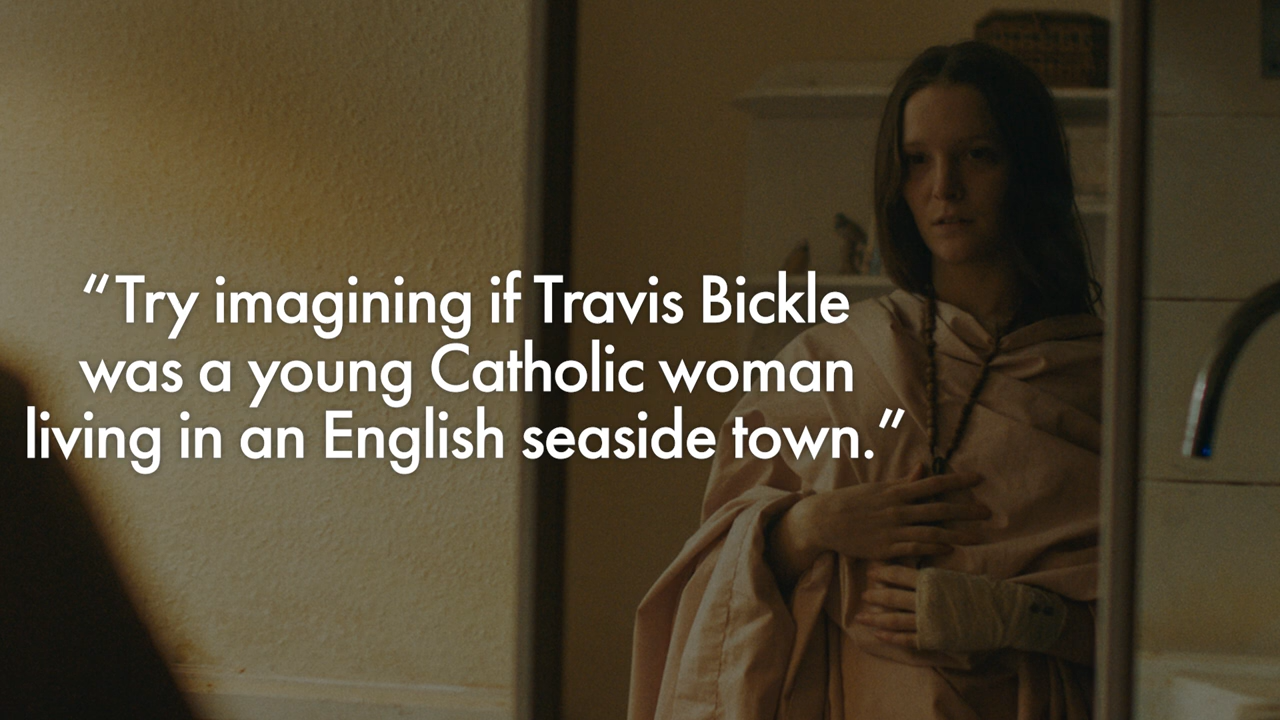 “Try imagining if Travis Bickle
was a young Catholic woman
living in an English seaside town.”